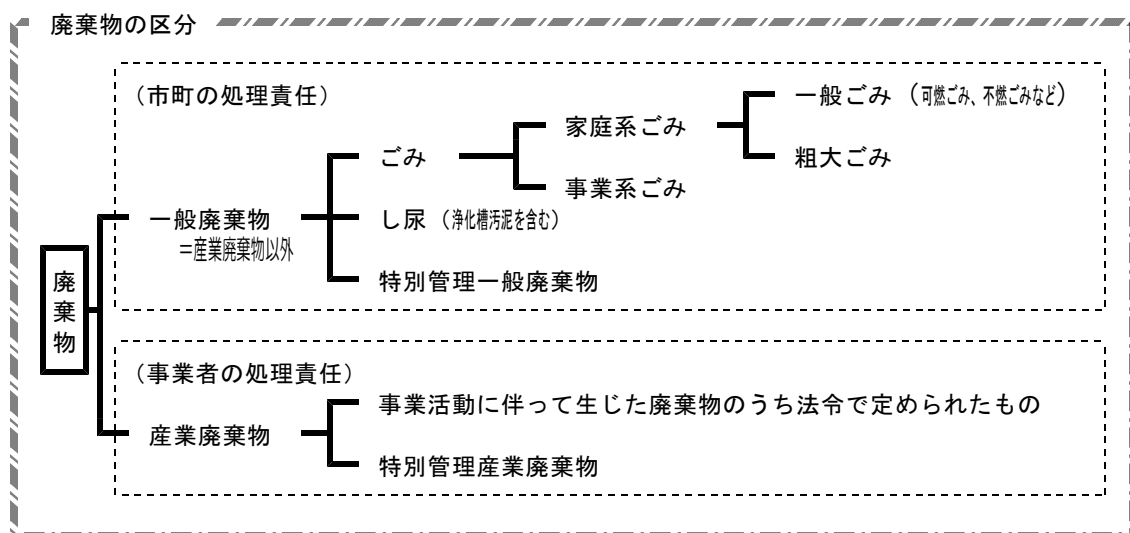 廃棄物の区分
（市町の処理責任）
一般ごみ（可燃ごみ、不燃ごみなど）
家庭系ごみ
ごみ
粗大ごみ
事業系ごみ
一般廃棄物
＝産業廃棄物以外
し尿（浄化槽汚泥を含む）
特別管理一般廃棄物
廃棄物
（事業者の処理責任）
事業活動に伴って生じた廃棄物のうち法令で定められたもの
産業廃棄物
特別管理産業廃棄物